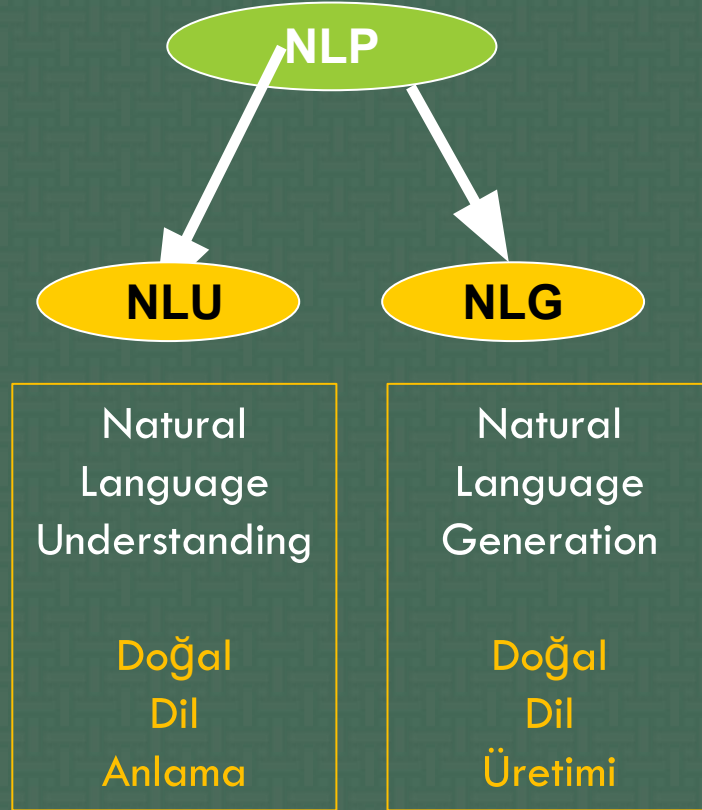 NLP
NLU
NLG
Natural
Language
Understanding
Doğal
Dil
Anlama
Natural
Language
Generation
Doğal
Dil
Üretimi